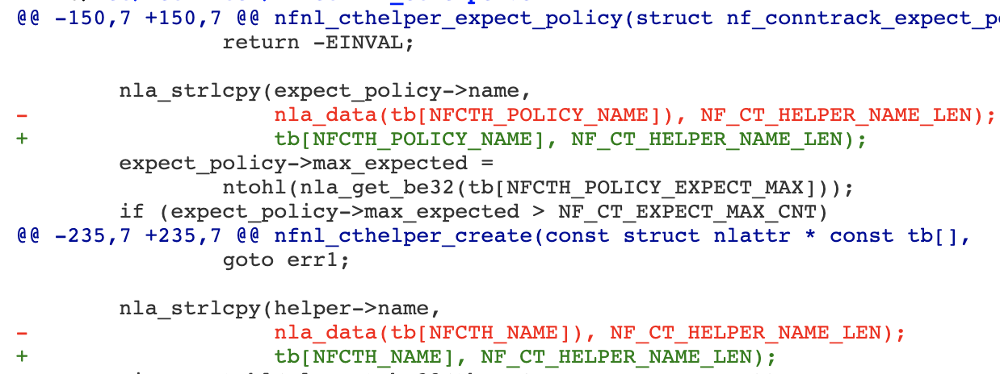 @@ -150,7 +150,7 @@ nfnl_cthelper_expect_policy(struct nf_conntrack_expect_po
return -EINVAL;
nla_strlcpy(expect_policy->name,
- nla_data(tb[NFCTH_POLICY_NAME]), NF_CT_HELPER_NAME_LEN);
+ tb[NFCTH_POLICY_NAME], NF_CT_HELPER_NAME_LEN);
expect_policy->max_expected =
ntohl(nla_get_be32(tb[NFCTH_POLICY_EXPECT_MAX]));
if (expect_policy->max_expected > NF_CT_EXPECT_MAX_CNT)
@@ -235,7 +235,7 @@ nfnl_cthelper_create(const struct nlattr * const tb[],
goto err1;
nla_strlcpy(helper->name,
- nla_data(tb[NFCTH_NAME]), NF_CT_HELPER_NAME_LEN);
+ tb[NFCTH_NAME], NF_CT_HELPER_NAME_LEN);